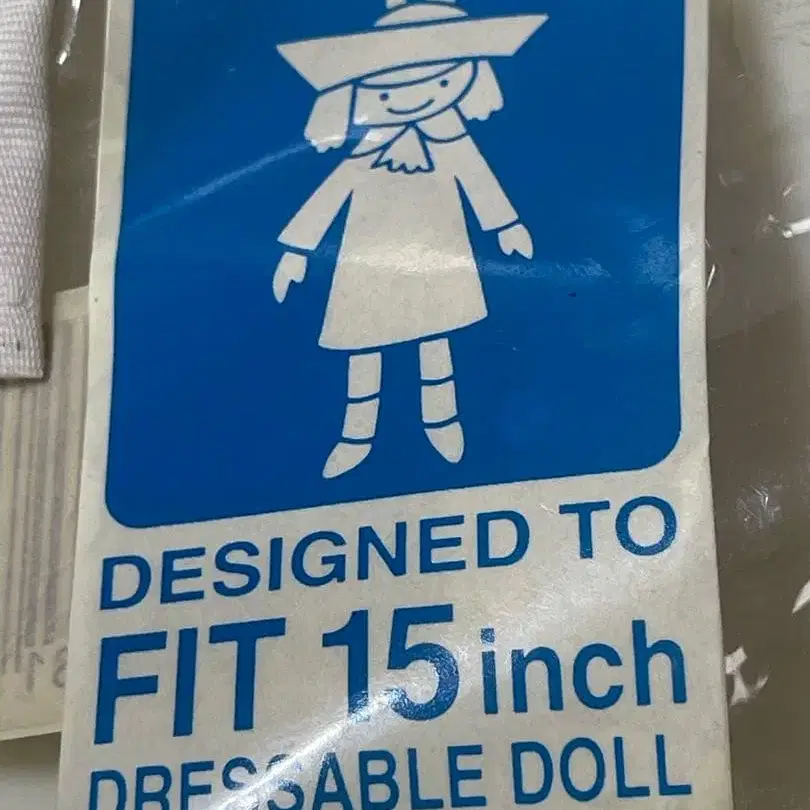 DESIGNED TO
FIT 15 inch
DRESSABLE DOLL